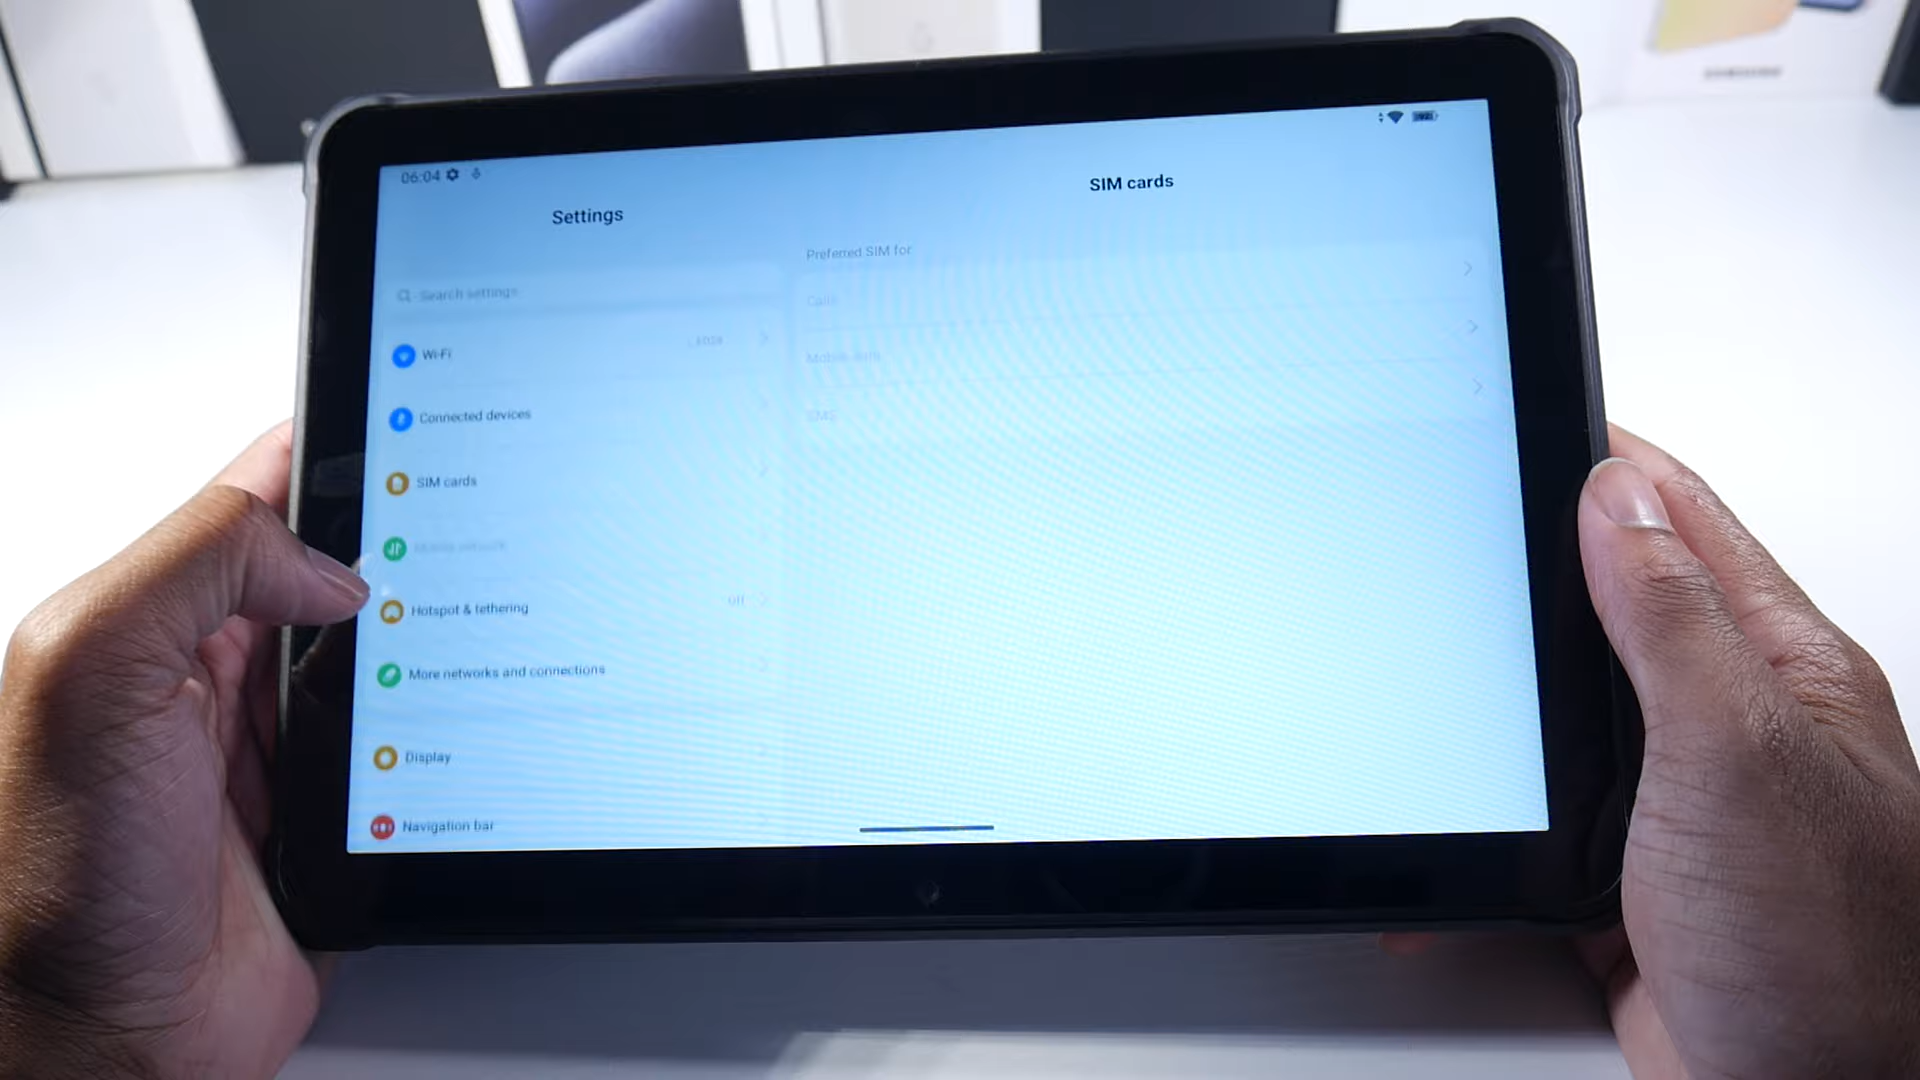 06:04
Settings
Search settings
Wi-Fi
Connected devices
SIM cards
Mobile network
Hotspot & tethering
Off
More networks and connections
Display
Navigation bar
SIM cards
Preferred SIM for
Calls
Mobile data
SMS
SAMSUNG